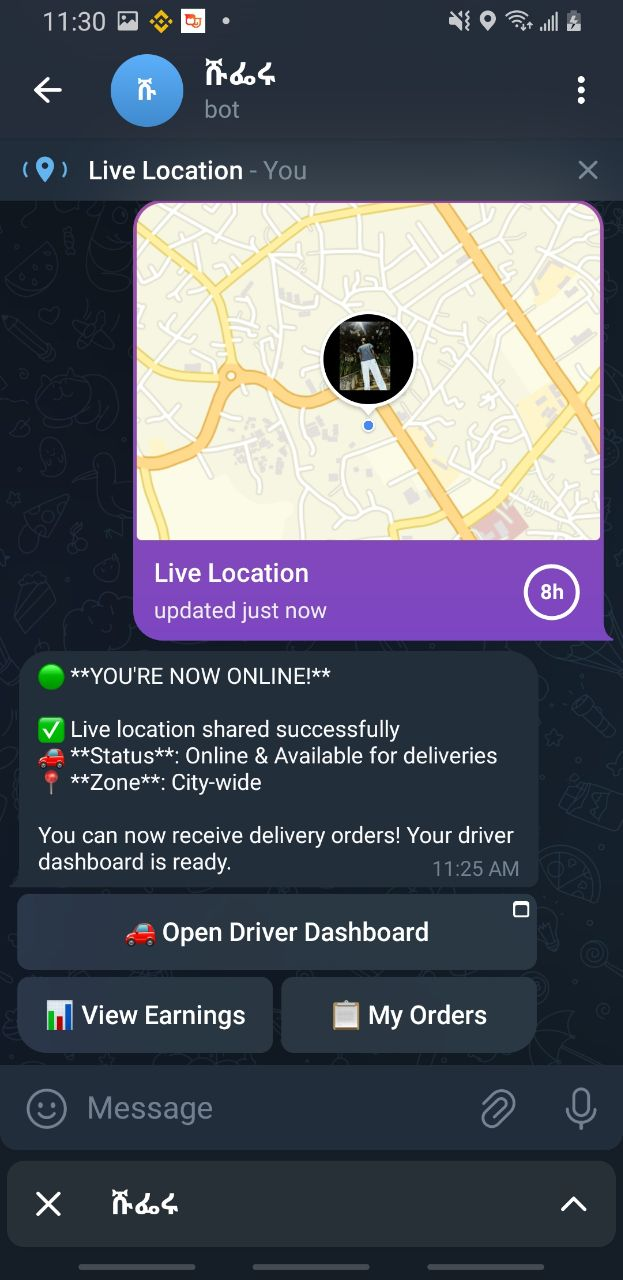 11:30
ሹ
ሹፌሩ
bot
Live Location - You
Live Location
updated just now
8h
🟢 **YOU'RE NOW ONLINE!**
✅ Live location shared successfully
🚗 **Status**: Online & Available for deliveries
📍 **Zone**: City-wide
You can now receive delivery orders! Your driver
dashboard is ready.
11:25 AM
🚗 Open Driver Dashboard
📊 View Earnings
📋 My Orders
Message
ሹፌሩ